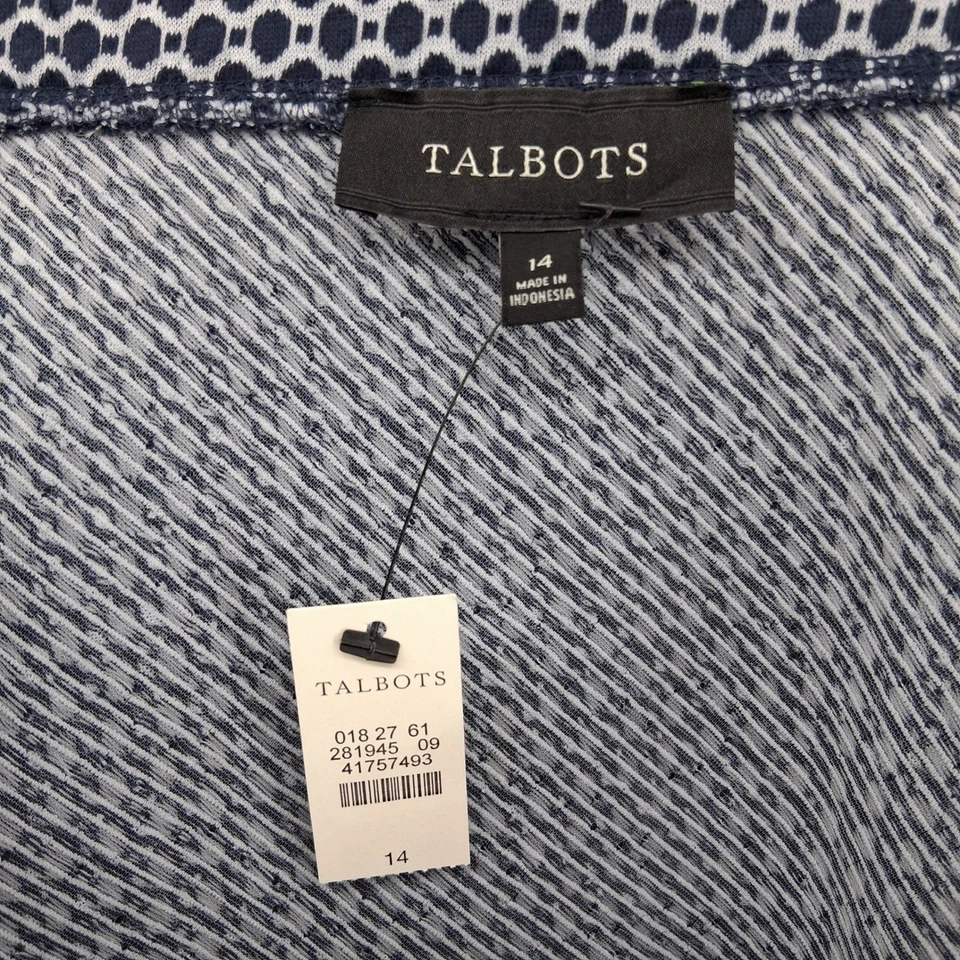 TALBOTS
14
MADE IN
INDONESIA
TALBOTS
018 27 61
281945 09
41757493
14